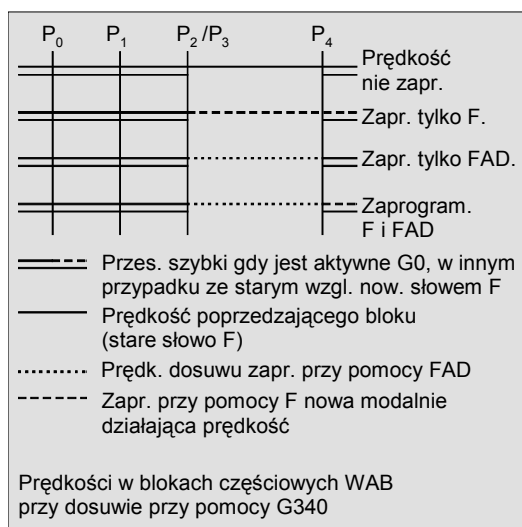 P0 P1 P2 /P3 P4
Prędkość
nie zapr.
Zapr. tylko F.
Zapr. tylko FAD.
Zaprogram.
F i FAD
Przes. szybki gdy jest aktywne G0, w innym
przypadku ze starym wzgl. now. słowem F
Prędkość poprzedzającego bloku
(stare słowo F)
Prędk. dosuwu zapr. przy pomocy FAD
Zapr. przy pomocy F nowa modalnie
działająca prędkość
Prędkości w blokach częściowych WAB
przy dosuwie przy pomocy G340